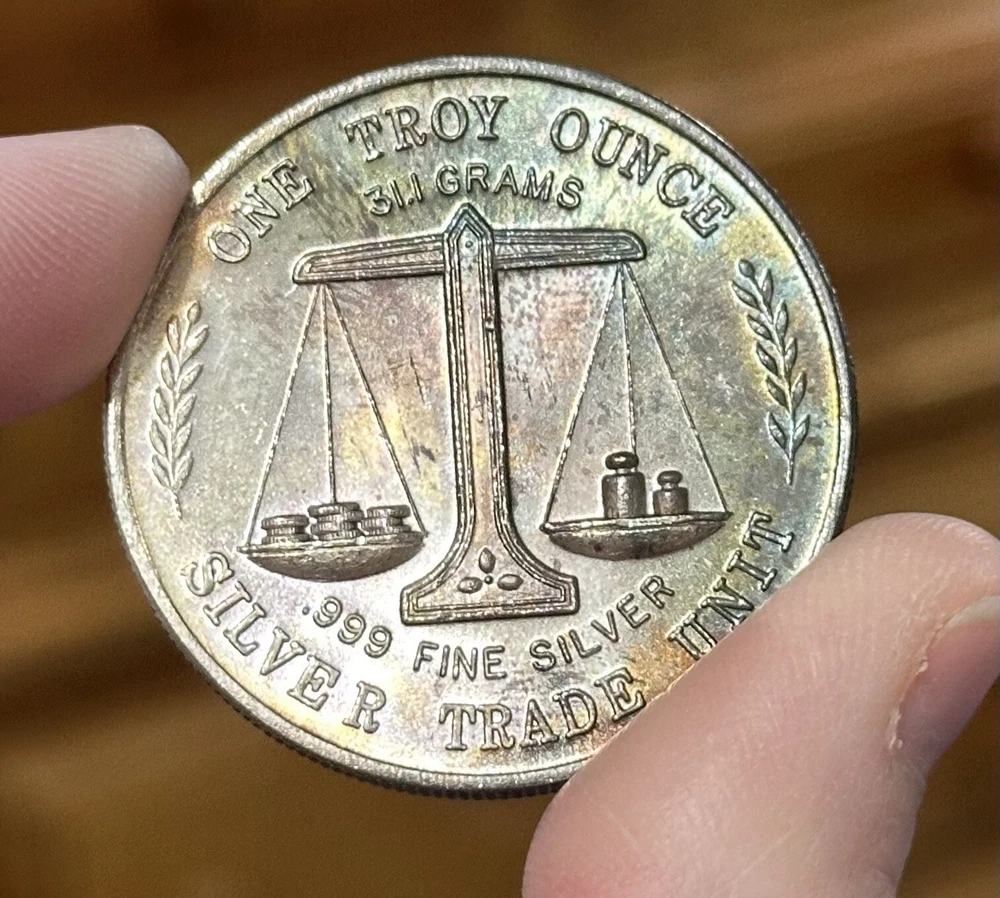 ONE TROY OUNCE
31.1 GRAMS
.999 FINE SILVER
SILVER TRADE UNIT